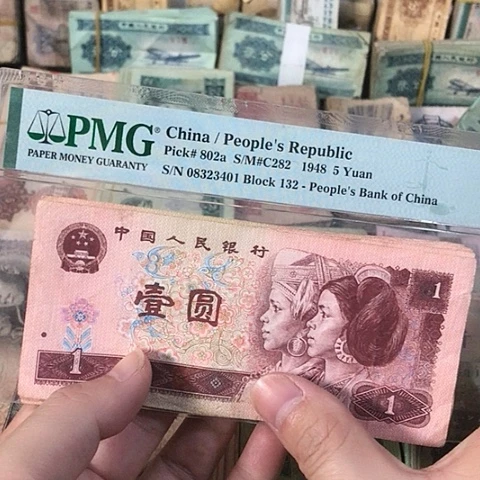 PMG®
PAPER MONEY GUARANTY
China / People's Republic
Pick# 802a S/M#C282 1948 5 Yuan
S/N 08323401 Block 132 - People's Bank of China
中国人民银行
壹圆
1
1
1